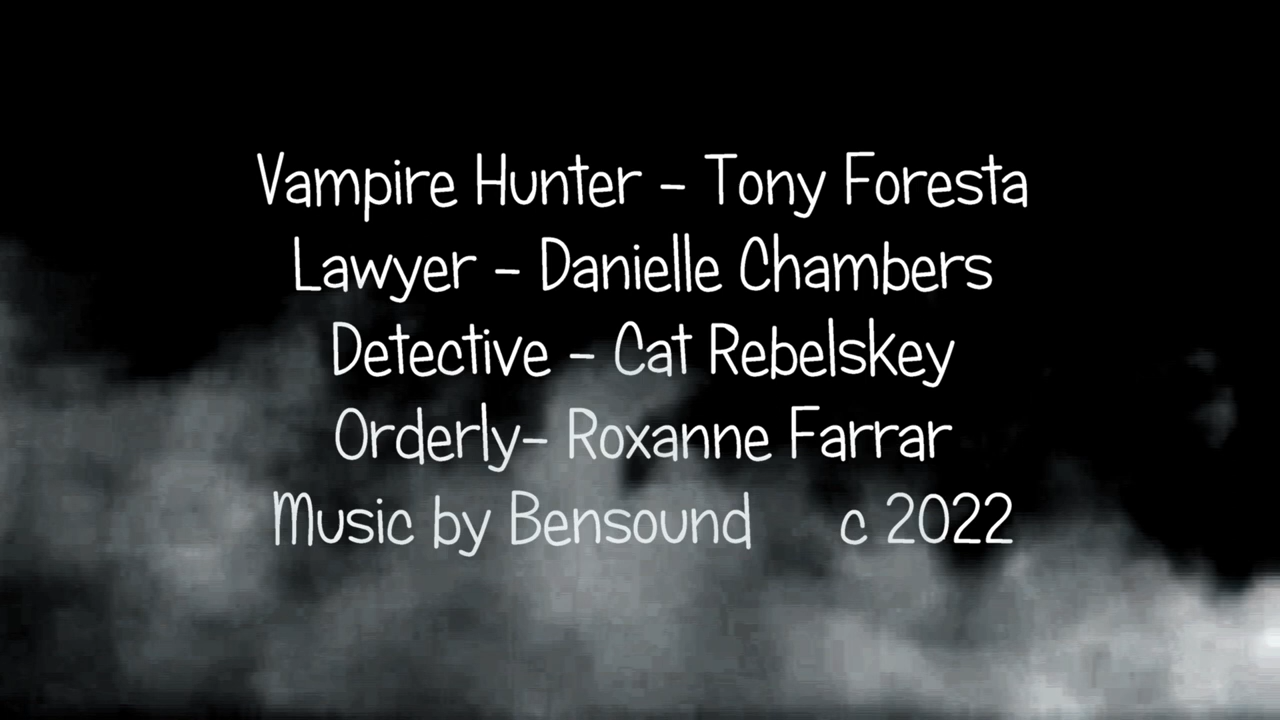 Vampire Hunter - Tony Foresta
Lawyer - Danielle Chambers
Detective - Cat Rebelskey
Orderly- Roxanne Farrar
Music by Bensound c 2022